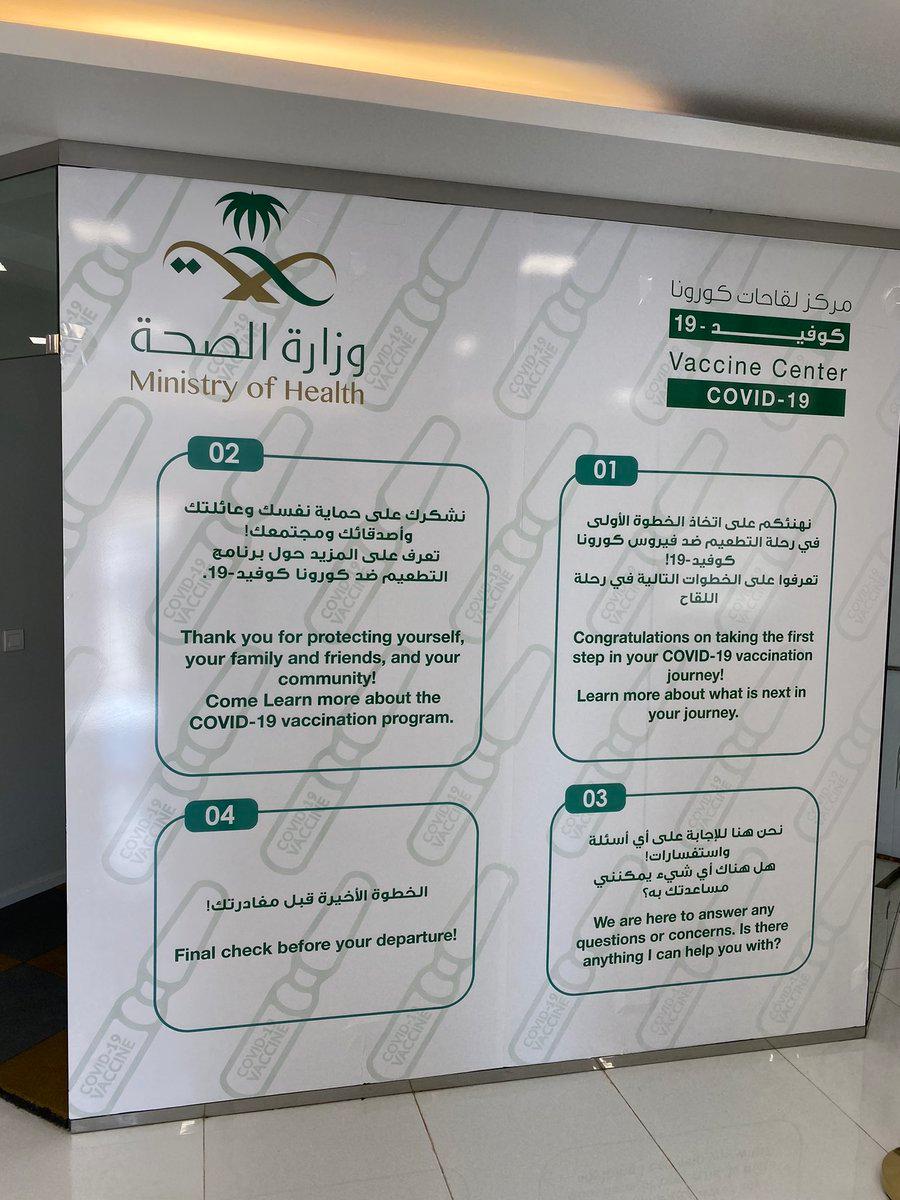 وزارة الصحة
Ministry of Health
مركز لقاحات كورونا
كوفيد - 19
Vaccine Center
COVID-19
01
نهنئكم على اتخاذ الخطوة الأولى
في رحلة التطعيم ضد فيروس كورونا
كوفيد-19!
تعرفوا على الخطوات التالية في رحلة
اللقاح
Congratulations on taking the first
step in your COVID-19 vaccination
journey!
Learn more about what is next in
your journey.
02
نشكرك على حماية نفسك وعائلتك
وأصدقائك ومجتمعك!
تعرف على المزيد حول برنامج
التطعيم ضد كورونا كوفيد-19.
Thank you for protecting yourself,
your family and friends, and your
community!
Come Learn more about the
COVID-19 vaccination program.
03
نحن هنا للإجابة على أي أسئلة
واستفسارات!
هل هناك أي شيء يمكنني
مساعدتك به؟
We are here to answer any
questions or concerns. Is there
anything I can help you with?
04
الخطوة الأخيرة قبل مغادرتك!
Final check before your departure!
COVID-19
VACCINE